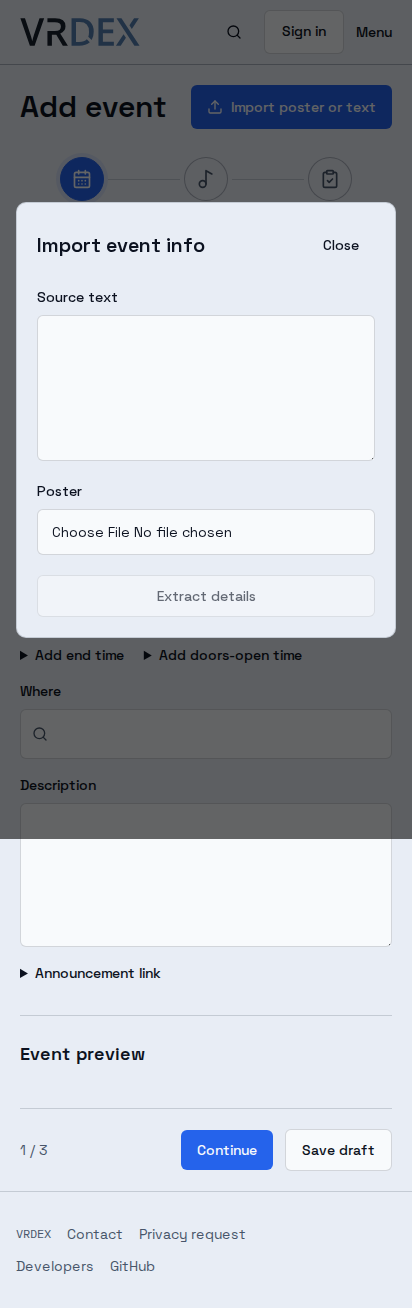 VRDEX
Sign in
Menu
Add event
Import poster or text
Import event info
Close
Source text
Poster
Choose File No file chosen
Extract details
Add end time
Add doors-open time
Where
Description
Announcement link
Event preview
1 / 3
Continue
Save draft
VRDEX Contact Privacy request
Developers GitHub